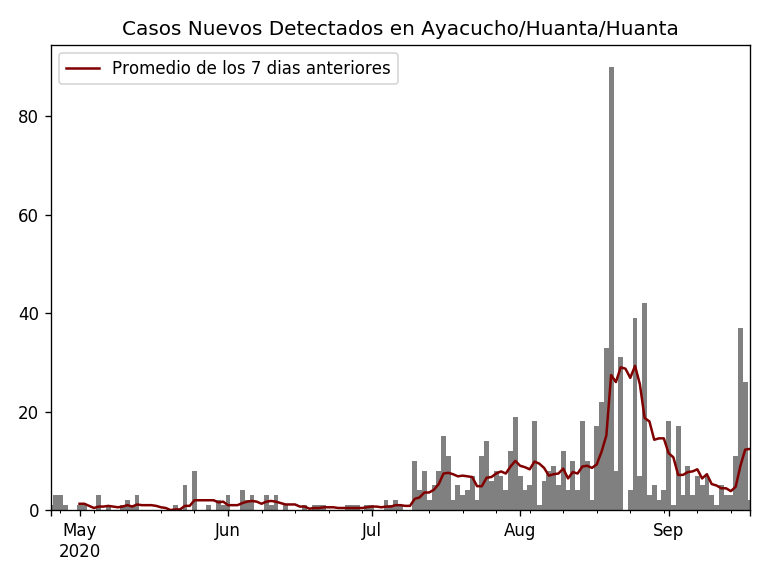 Casos Nuevos Detectados en Ayacucho/Huanta/Huanta
Promedio de los 7 dias anteriores
80
60
40
20
0
May Jun Jul Aug Sep
2020